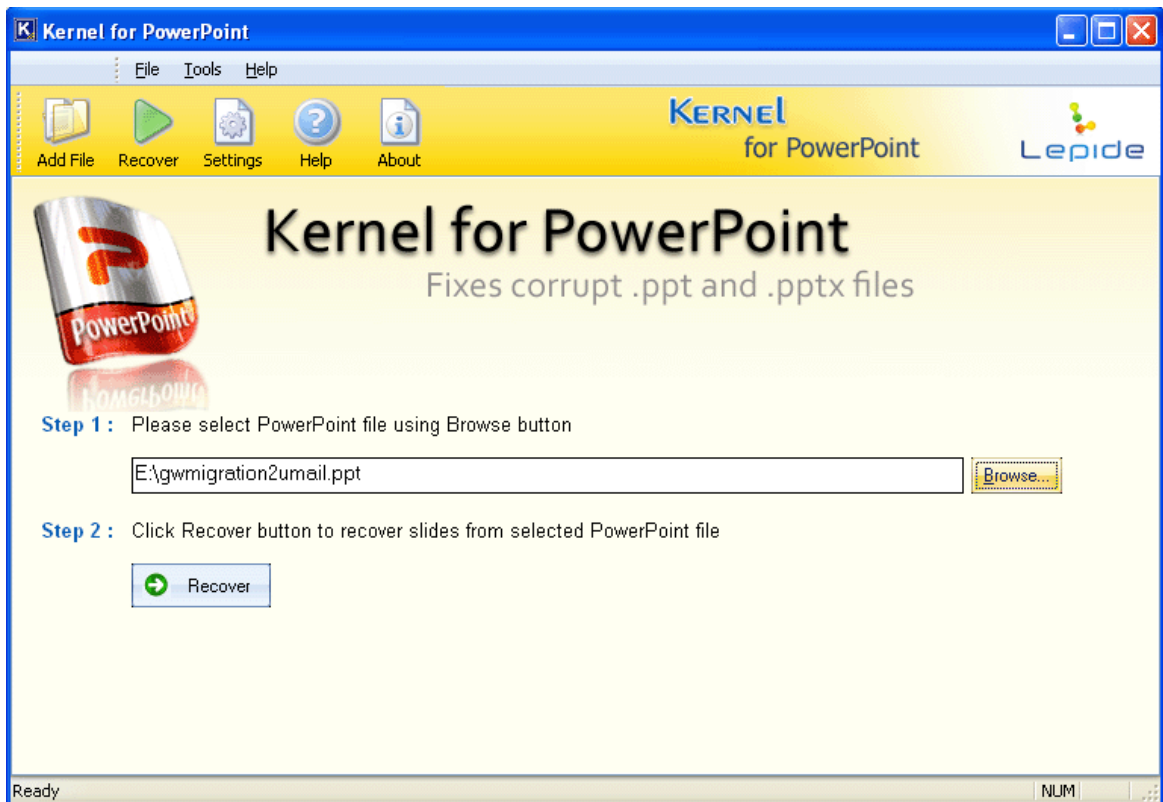 Kernel for PowerPoint
File Tools Help
Add File Recover Settings Help About
KERNEL
for PowerPoint
Lepide
Kernel for PowerPoint
Fixes corrupt .ppt and .pptx files
PowerPoint
Step 1 : Please select PowerPoint file using Browse button
E:\gwmigration2umail.ppt Browse...
Step 2 : Click Recover button to recover slides from selected PowerPoint file
Recover
Ready NUM